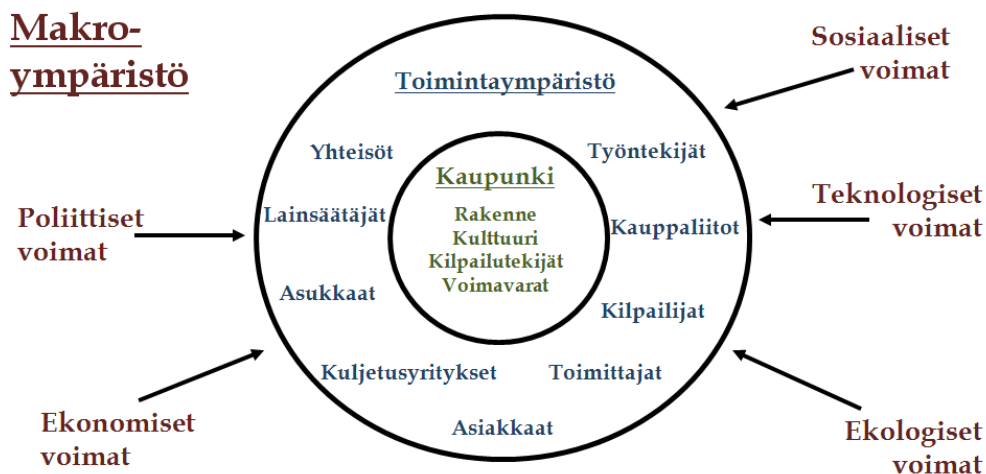 Makro-
ympäristö
Sosiaaliset
voimat
Toimintaympäristö
Yhteisöt
Työntekijät
Kaupunki
Lainsäätäjät
Rakenne
Kulttuuri
Kilpailutekijät
Voimavarat
Kauppaliitot
Poliittiset
voimat
Teknologiset
voimat
Asukkaat
Kilpailijat
Kuljetusyritykset
Toimittajat
Asiakkaat
Ekonomiset
voimat
Ekologiset
voimat